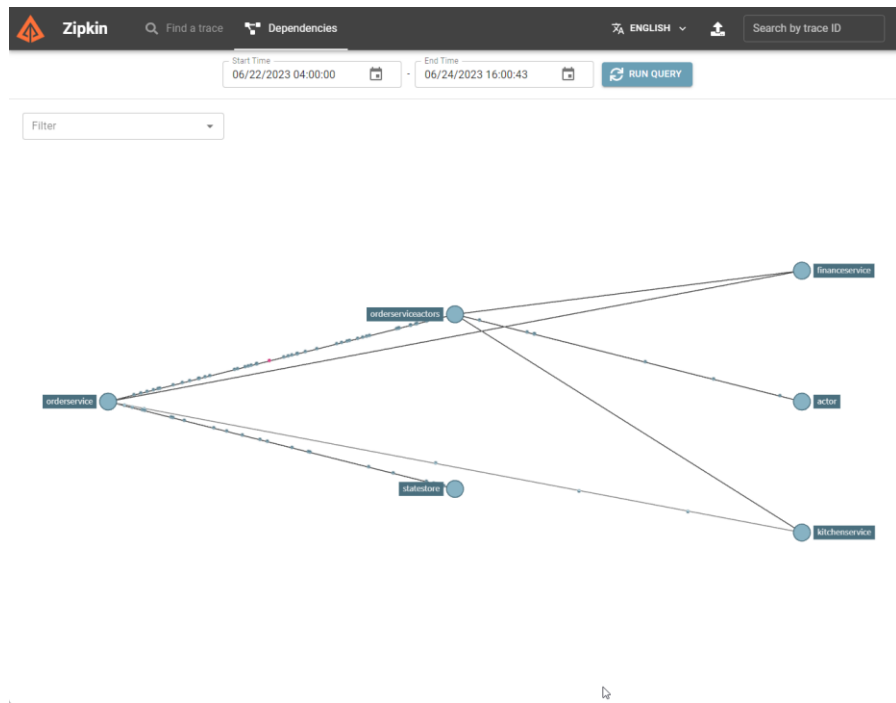 Zipkin Find a trace Dependencies ENGLISH Search by trace ID
Start Time End Time
06/22/2023 04:00:00 - 06/24/2023 16:00:43 RUN QUERY
Filter
financeservice
orderserviceactors
orderservice actor
statestore
kitchenservice